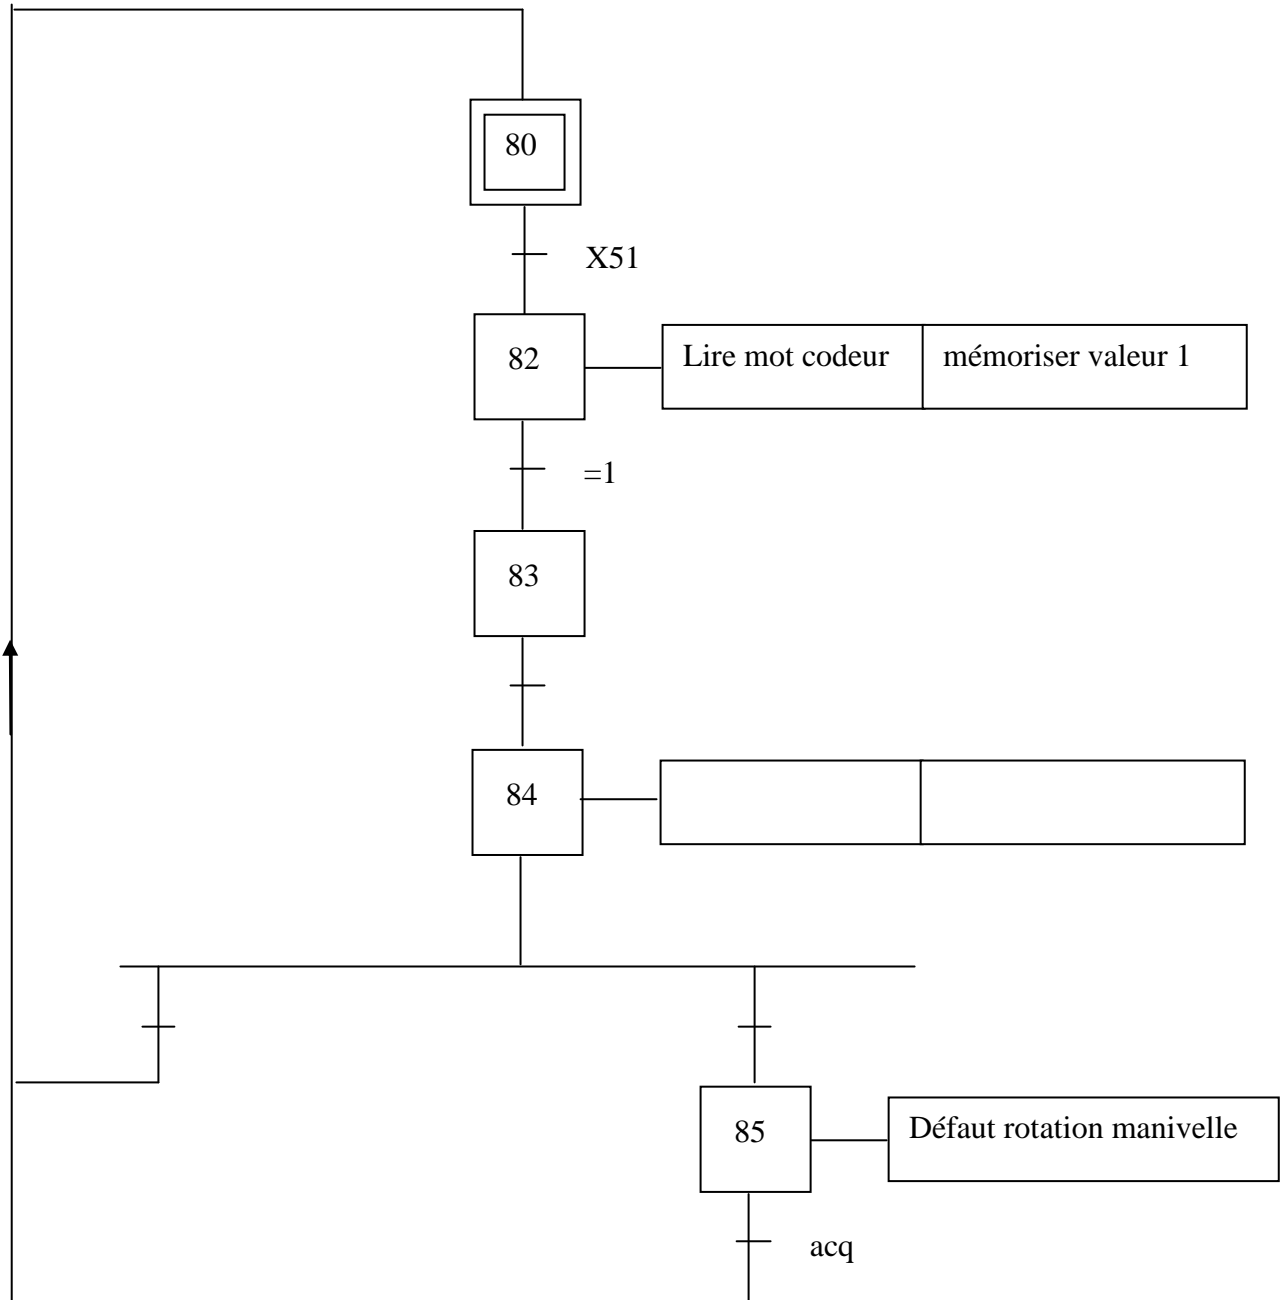 80
X51
82
Lire mot codeur
mémoriser valeur 1
=1
83
84
85
Défaut rotation manivelle
acq